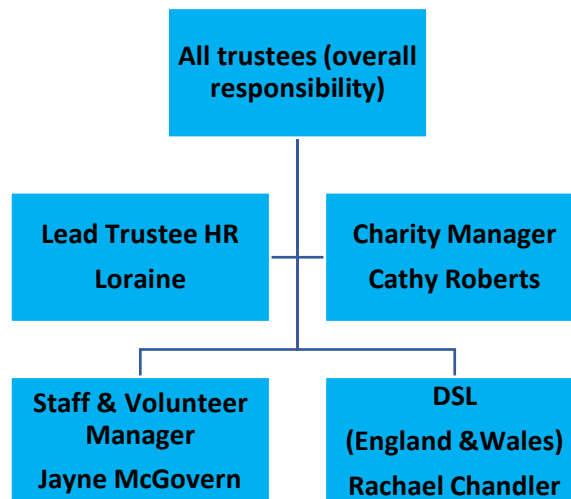 All trustees (overall
responsibility)
Lead Trustee HR
Loraine
Charity Manager
Cathy Roberts
Staff & Volunteer
Manager
Jayne McGovern
DSL
(England &Wales)
Rachael Chandler